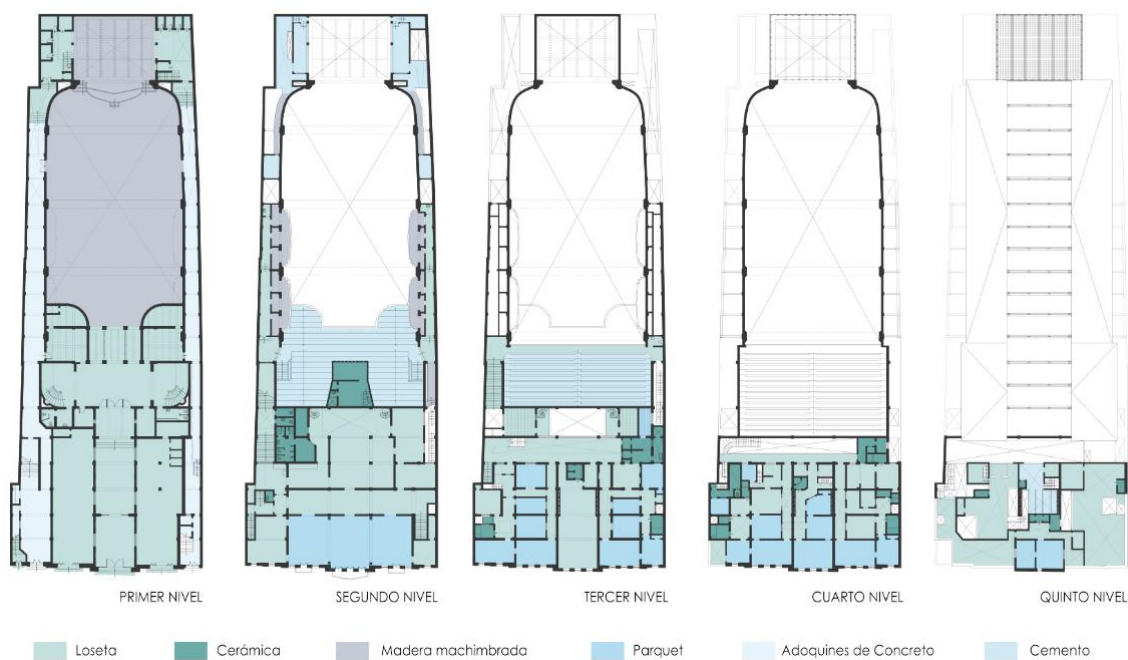 PRIMER NIVEL
SEGUNDO NIVEL
TERCER NIVEL
CUARTO NIVEL
QUINTO NIVEL
Loseta
Cerámica
Madera machimbrada
Parquet
Adoquines de Concreto
Cemento